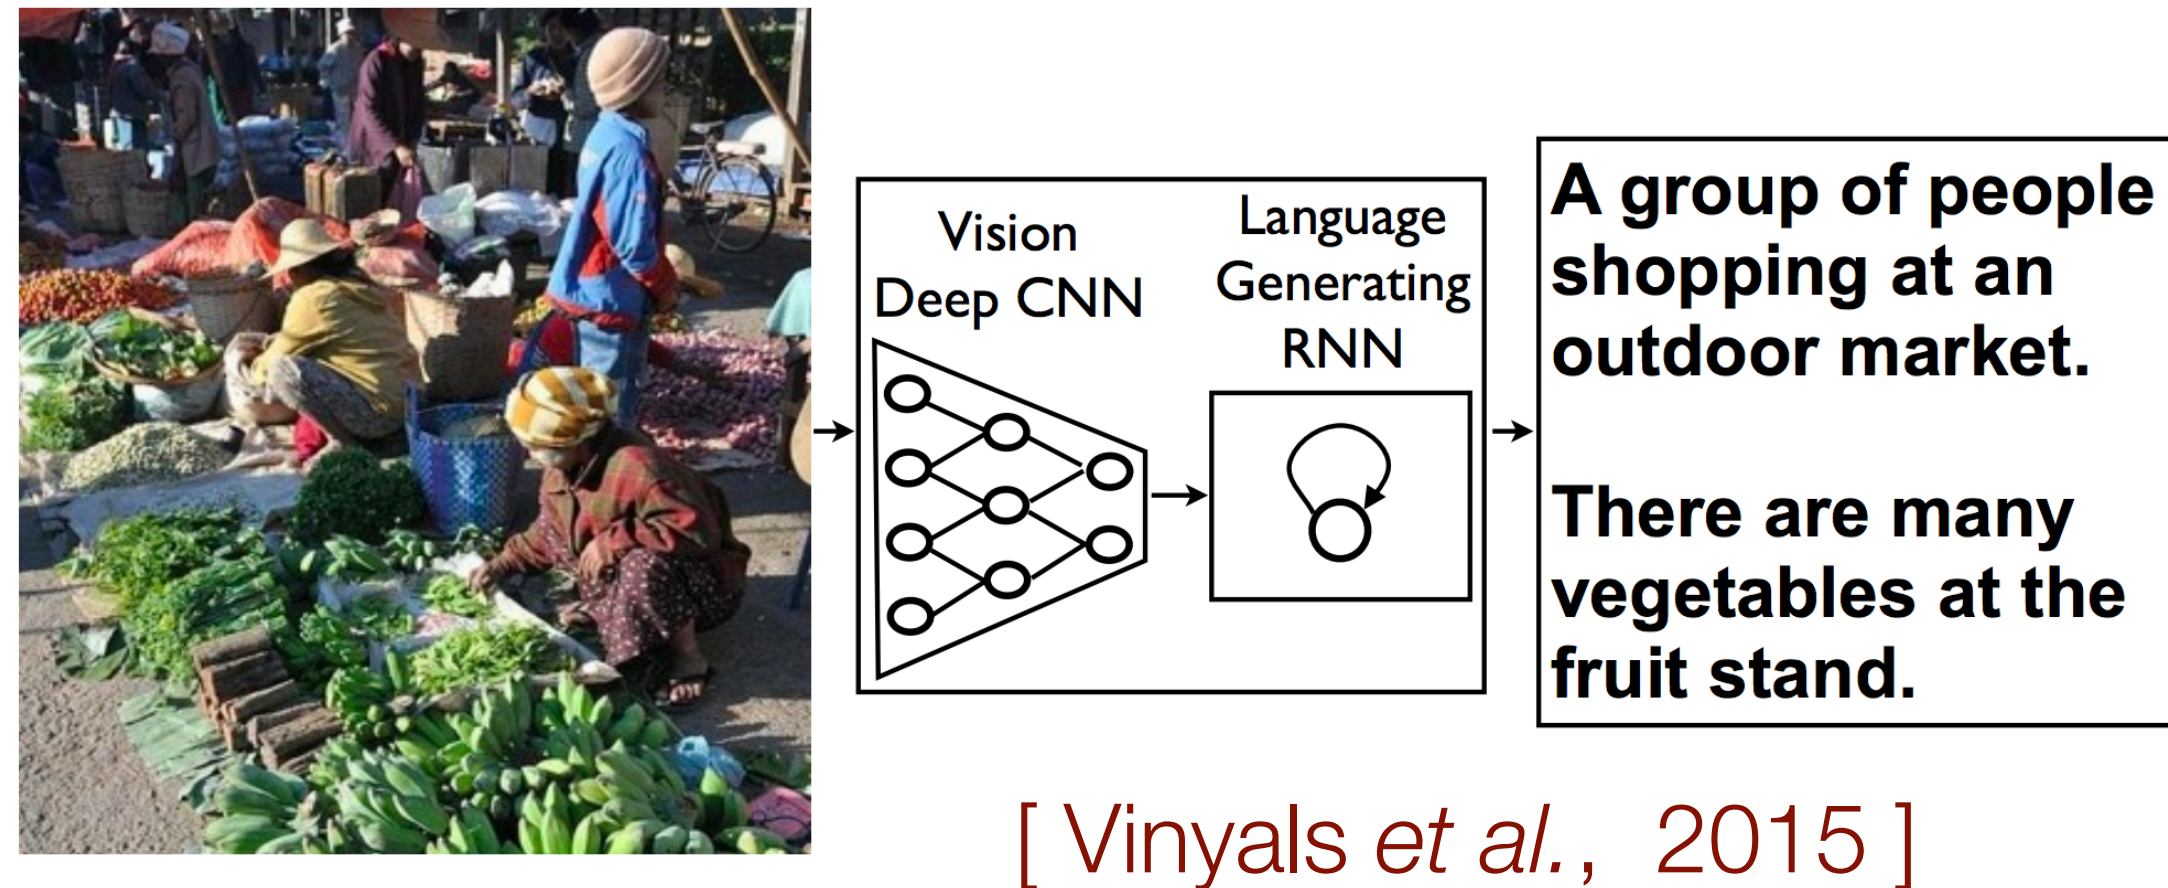 Vision
Deep CNN
Language
Generating
RNN
A group of people
shopping at an
outdoor market.
There are many
vegetables at the
fruit stand.
[ Vinyals et al., 2015 ]